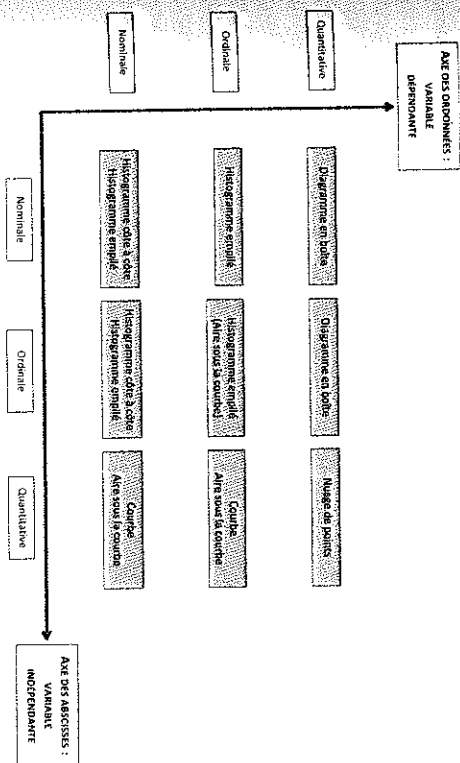 AXE DES ORDONNÉES :
VARIABLE
DÉPENDANTE
Quantitative
Diagramme en boîte
Diagramme en boîte
Nuage de points
Ordinale
Histogramme empilé
Histogramme empilé
(Aire sous la courbe)
Courbe
Aire sous la courbe
Nominale
Histogramme côte à côte
Histogramme empilé
Histogramme côte à côte
Histogramme empilé
Courbe
Aire sous la courbe
Nominale
Ordinale
Quantitative
AXE DES ABSCISSES :
VARIABLE
INDÉPENDANTE